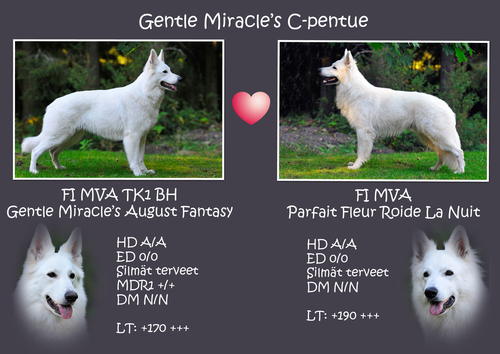 Gentle Miracle's C-pentue
FI MVA TK1 BH
Gentle Miracle's August Fantasy
HD A/A
ED 0/0
Silmät terveet
MDR1 +/+
DM N/N
LT: +170 +++
FI MVA
Parfait Fleur Roide La Nuit
HD A/A
ED 0/0
Silmät terveet
DM N/N
LT: +190 +++